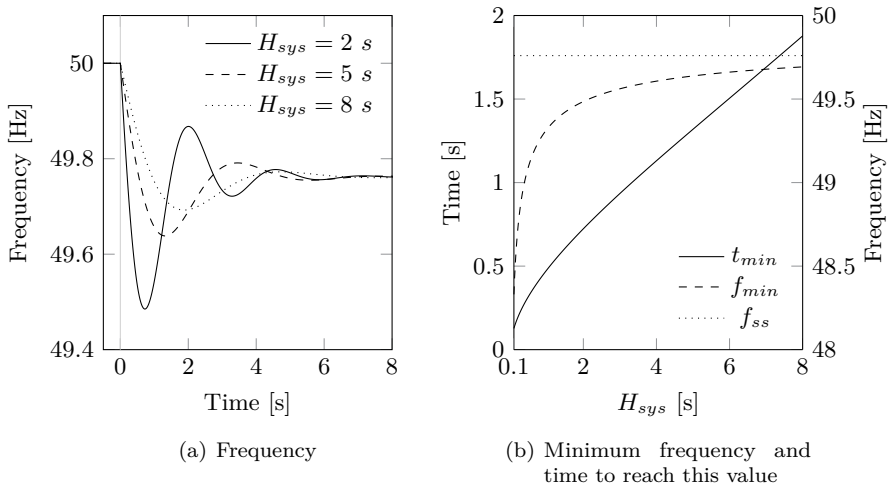 50
49.8
49.6
49.4
0
2
4
6
8
Frequency [Hz]
Time [s]
H_sys = 2 s
H_sys = 5 s
H_sys = 8 s
(a) Frequency
2
1.5
1
0.5
0
0.1
2
4
6
8
50
49.5
49
48.5
48
Time [s]
Frequency [Hz]
H_sys [s]
t_min
f_min
f_ss
(b) Minimum frequency and
time to reach this value